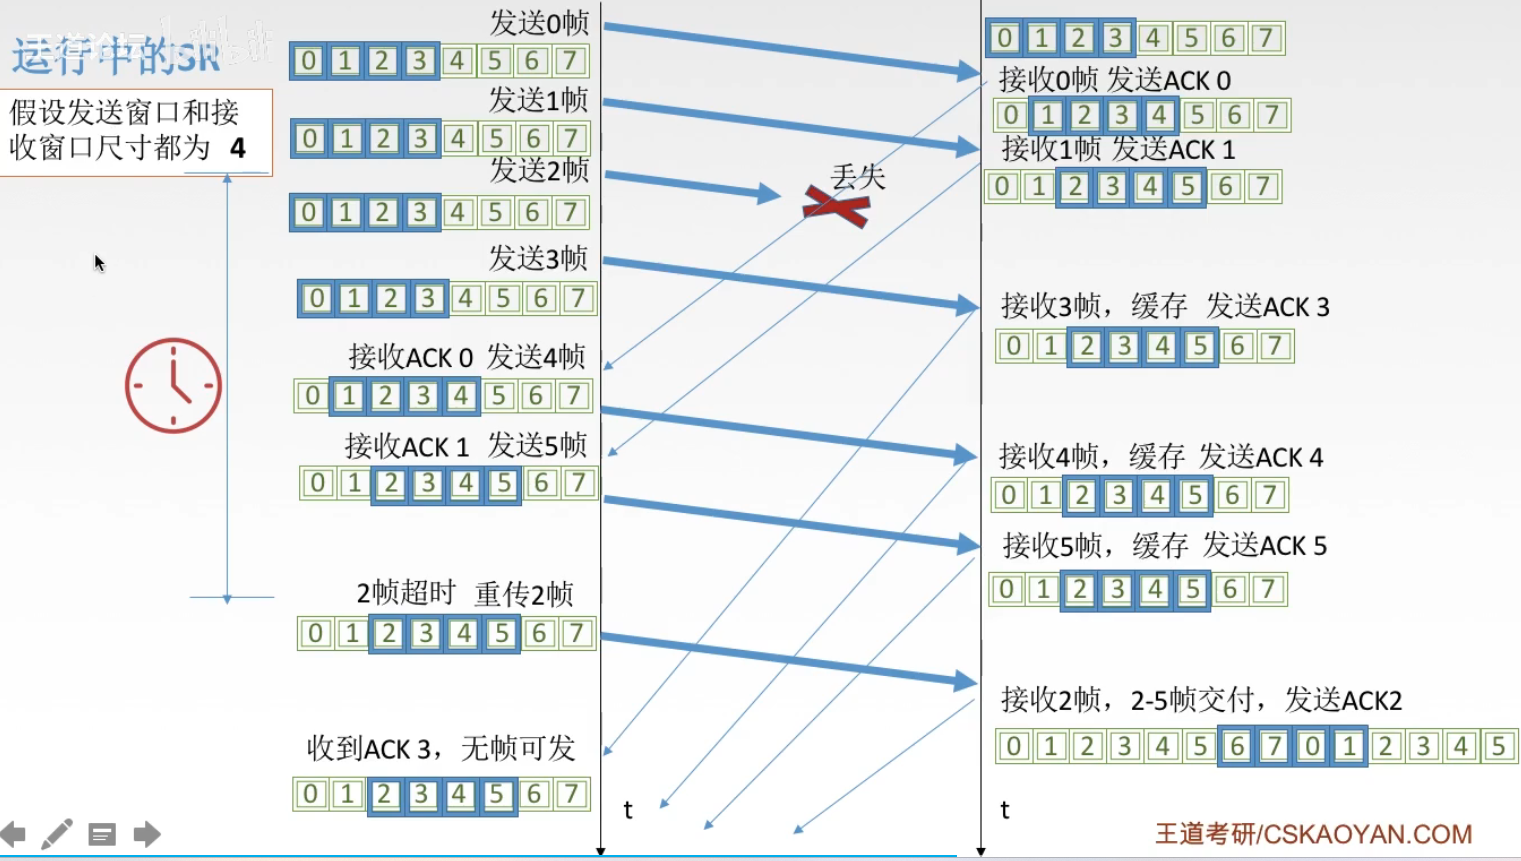 运行中的SR
王道论坛
假设发送窗口和接
收窗口尺寸都为 4
发送0帧
0 1 2 3 4 5 6 7
发送1帧
0 1 2 3 4 5 6 7
发送2帧
0 1 2 3 4 5 6 7
发送3帧
0 1 2 3 4 5 6 7
接收ACK 0 发送4帧
0 1 2 3 4 5 6 7
接收ACK 1 发送5帧
0 1 2 3 4 5 6 7
2帧超时 重传2帧
0 1 2 3 4 5 6 7
收到ACK 3，无帧可发
0 1 2 3 4 5 6 7
丢失
t
0 1 2 3 4 5 6 7
接收0帧 发送ACK 0
0 1 2 3 4 5 6 7
接收1帧 发送ACK 1
0 1 2 3 4 5 6 7
接收3帧，缓存 发送ACK 3
0 1 2 3 4 5 6 7
接收4帧，缓存 发送ACK 4
0 1 2 3 4 5 6 7
接收5帧，缓存 发送ACK 5
0 1 2 3 4 5 6 7
接收2帧，2-5帧交付，发送ACK2
0 1 2 3 4 5 6 7 0 1 2 3 4 5
t
王道考研/CSKAOYAN.COM